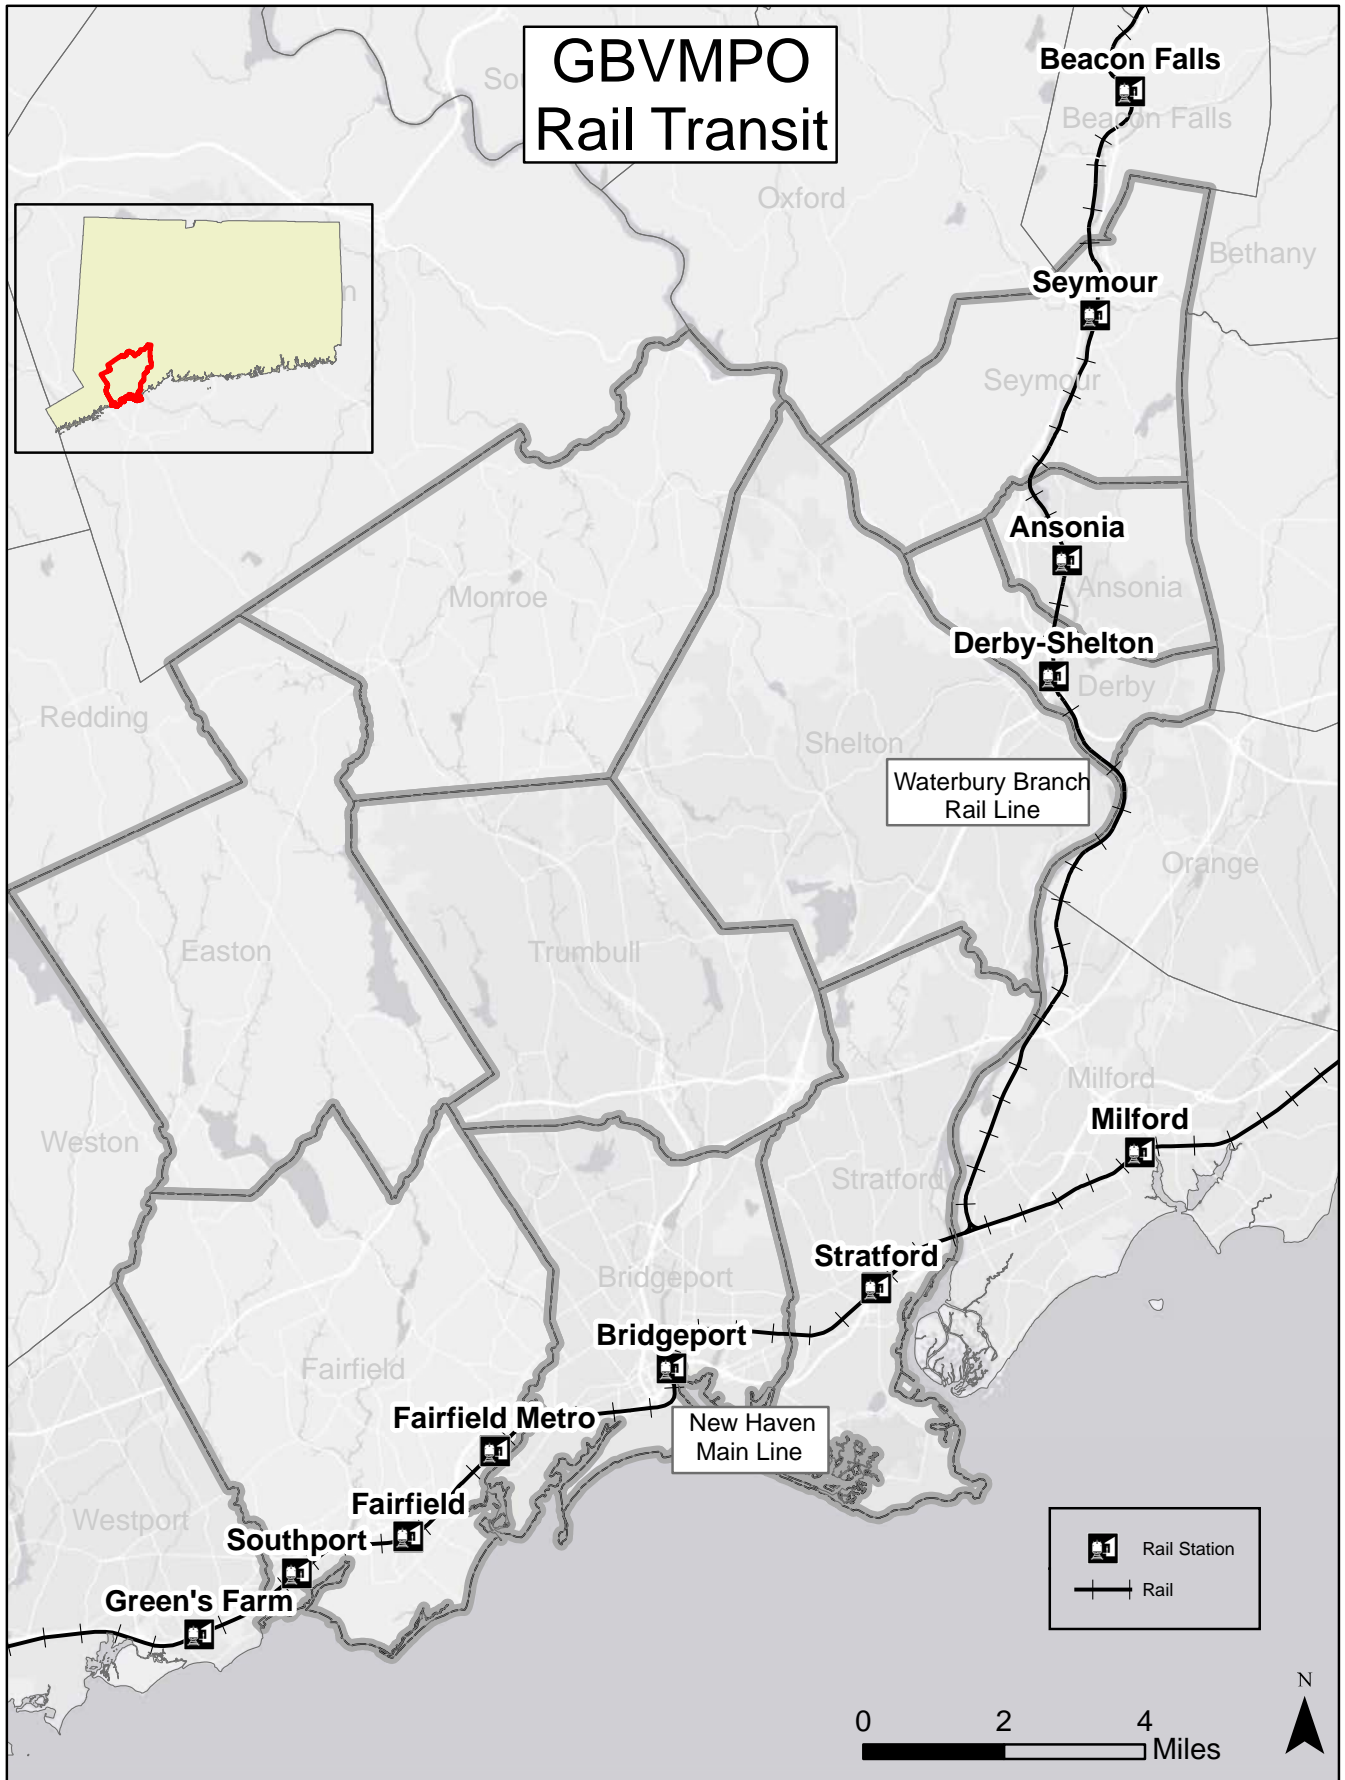 GBVMPO
Rail Transit
Beacon Falls
Beacon Falls
Sou
Oxford
Bethany
n
Seymour
Seymour
Ansonia
Ansonia
Monroe
Derby-Shelton
Derby
Redding
Shelton
Waterbury Branch
Rail Line
Orange
Easton
Trumbull
Milford
Milford
Weston
Stratford
Stratford
Bridgeport
Bridgeport
Fairfield
Fairfield Metro
New Haven
Main Line
Fairfield
Westport
Southport
Green's Farm
Rail Station
Rail
N
0 2 4
Miles